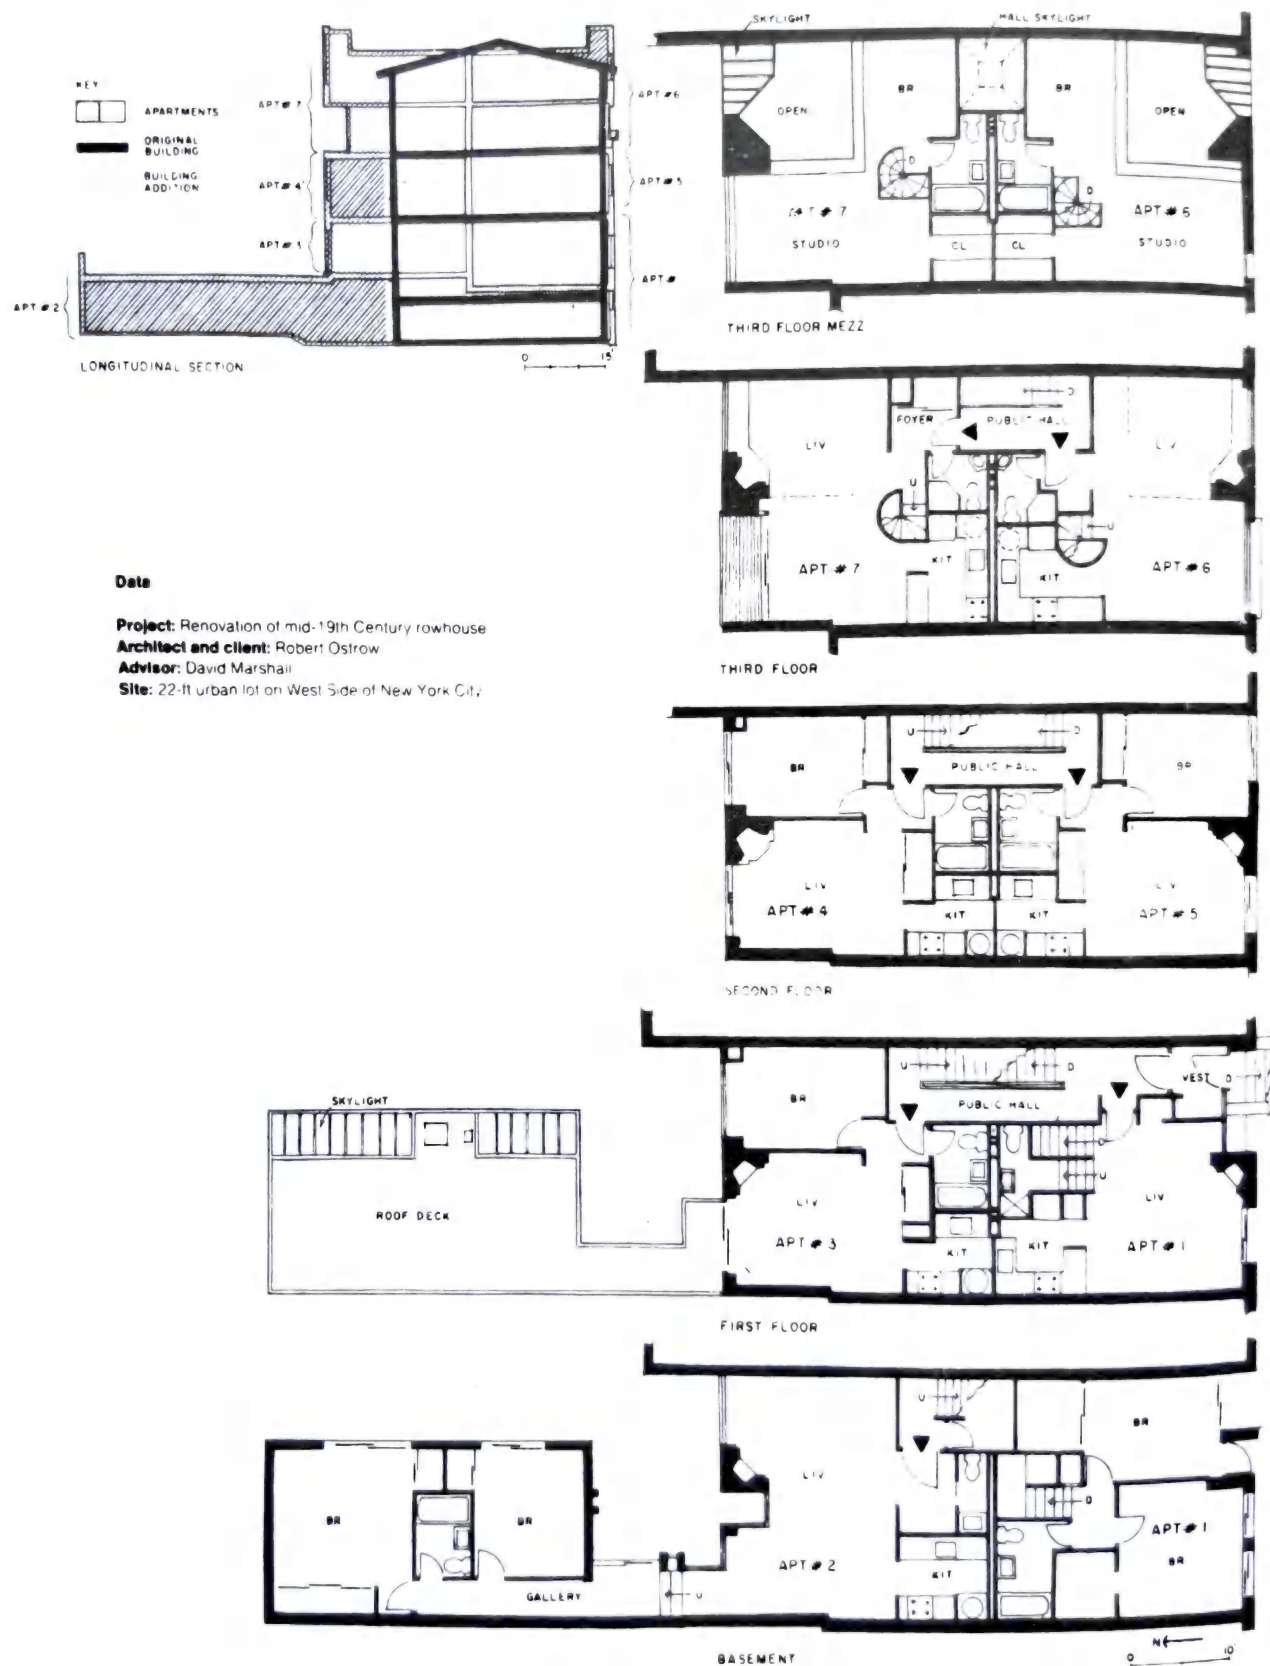 KEY
APARTMENTS
ORIGINAL
BUILDING
BUILDING
ADDITION
APT # 7
APT # 4
APT # 3
APT # 2
APT # 6
APT # 5
APT #
LONGITUDINAL SECTION
0 15'
Data
Project: Renovation of mid-19th Century rowhouse
Architect and client: Robert Ostrow
Advisor: David Marshall
Site: 22-ft urban lot on West Side of New York City
SKYLIGHT
HALL SKYLIGHT
OPEN
BR
BR
OPEN
D
D
APT # 7
APT # 6
STUDIO
CL
CL
STUDIO
THIRD FLOOR MEZZ
FOYER
PUBLIC HALL
D
LIV
LIV
U
U
KIT
KIT
APT # 7
APT # 6
THIRD FLOOR
U
D
BR
PUBLIC HALL
BR
LIV
LIV
APT # 4
KIT
KIT
APT # 5
SECOND FLOOR
U
D
VEST
D
BR
PUBLIC HALL
SKYLIGHT
D
U
ROOF DECK
LIV
LIV
APT # 3
KIT
KIT
APT # 1
FIRST FLOOR
U
BR
LIV
D
BR
BR
APT # 1
APT # 2
KIT
BR
GALLERY
U
BASEMENT
N
0 10'